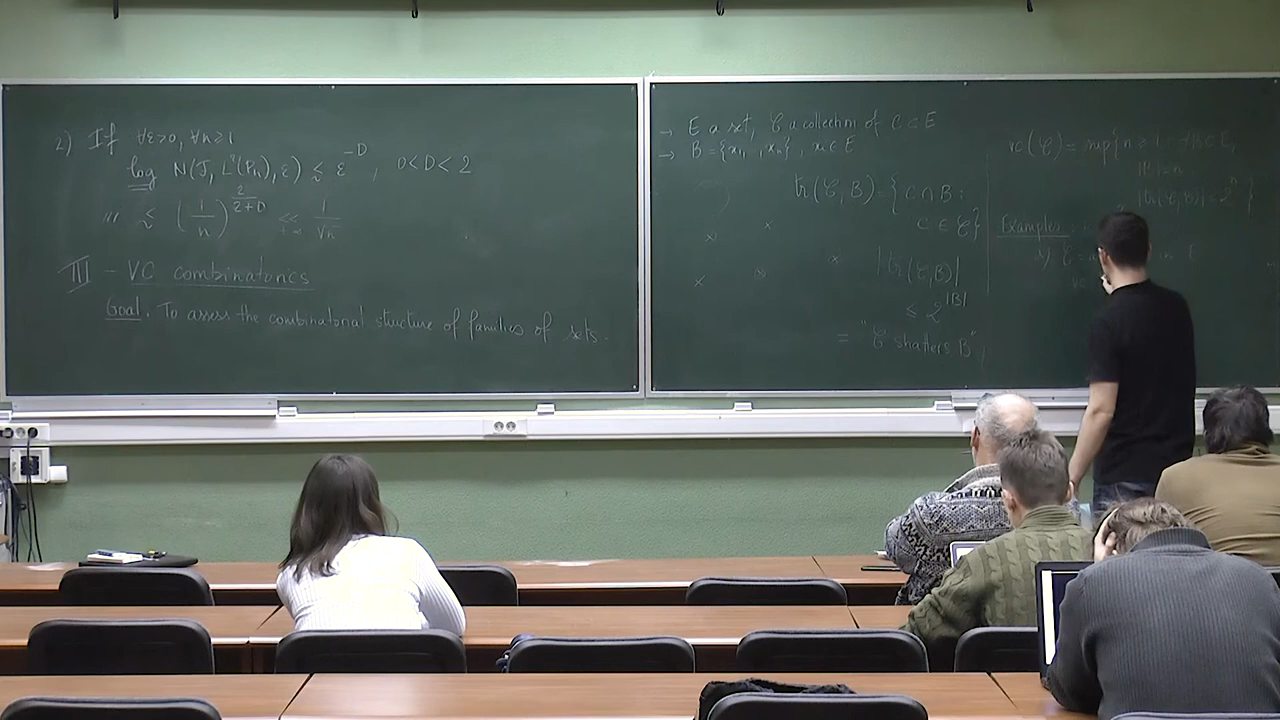 2) If ∀ε>0, ∀n≥1
log N(F, L²(Pn), ε) ≲ ε^{-D}, 0<D<2
≲ (1/n)^{2/(2+D)} << 1/√n
III - VC combinatorics
Goal. To assess the combinatorial structure of families of sets.
→ E a set, C a collection of C ⊂ E
→ B = {x1, , xn}, xi ∈ E
tr(C, B) = { C ∩ B :
C ∈ C }
|tr(C, B)|
≤ 2^{|B|}
= "C shatters B"
vc(C) = sup{ n ≥ 1 : ∃B ⊂ E,
|B| = n
|tr(C, B)| = 2^n }
Examples :